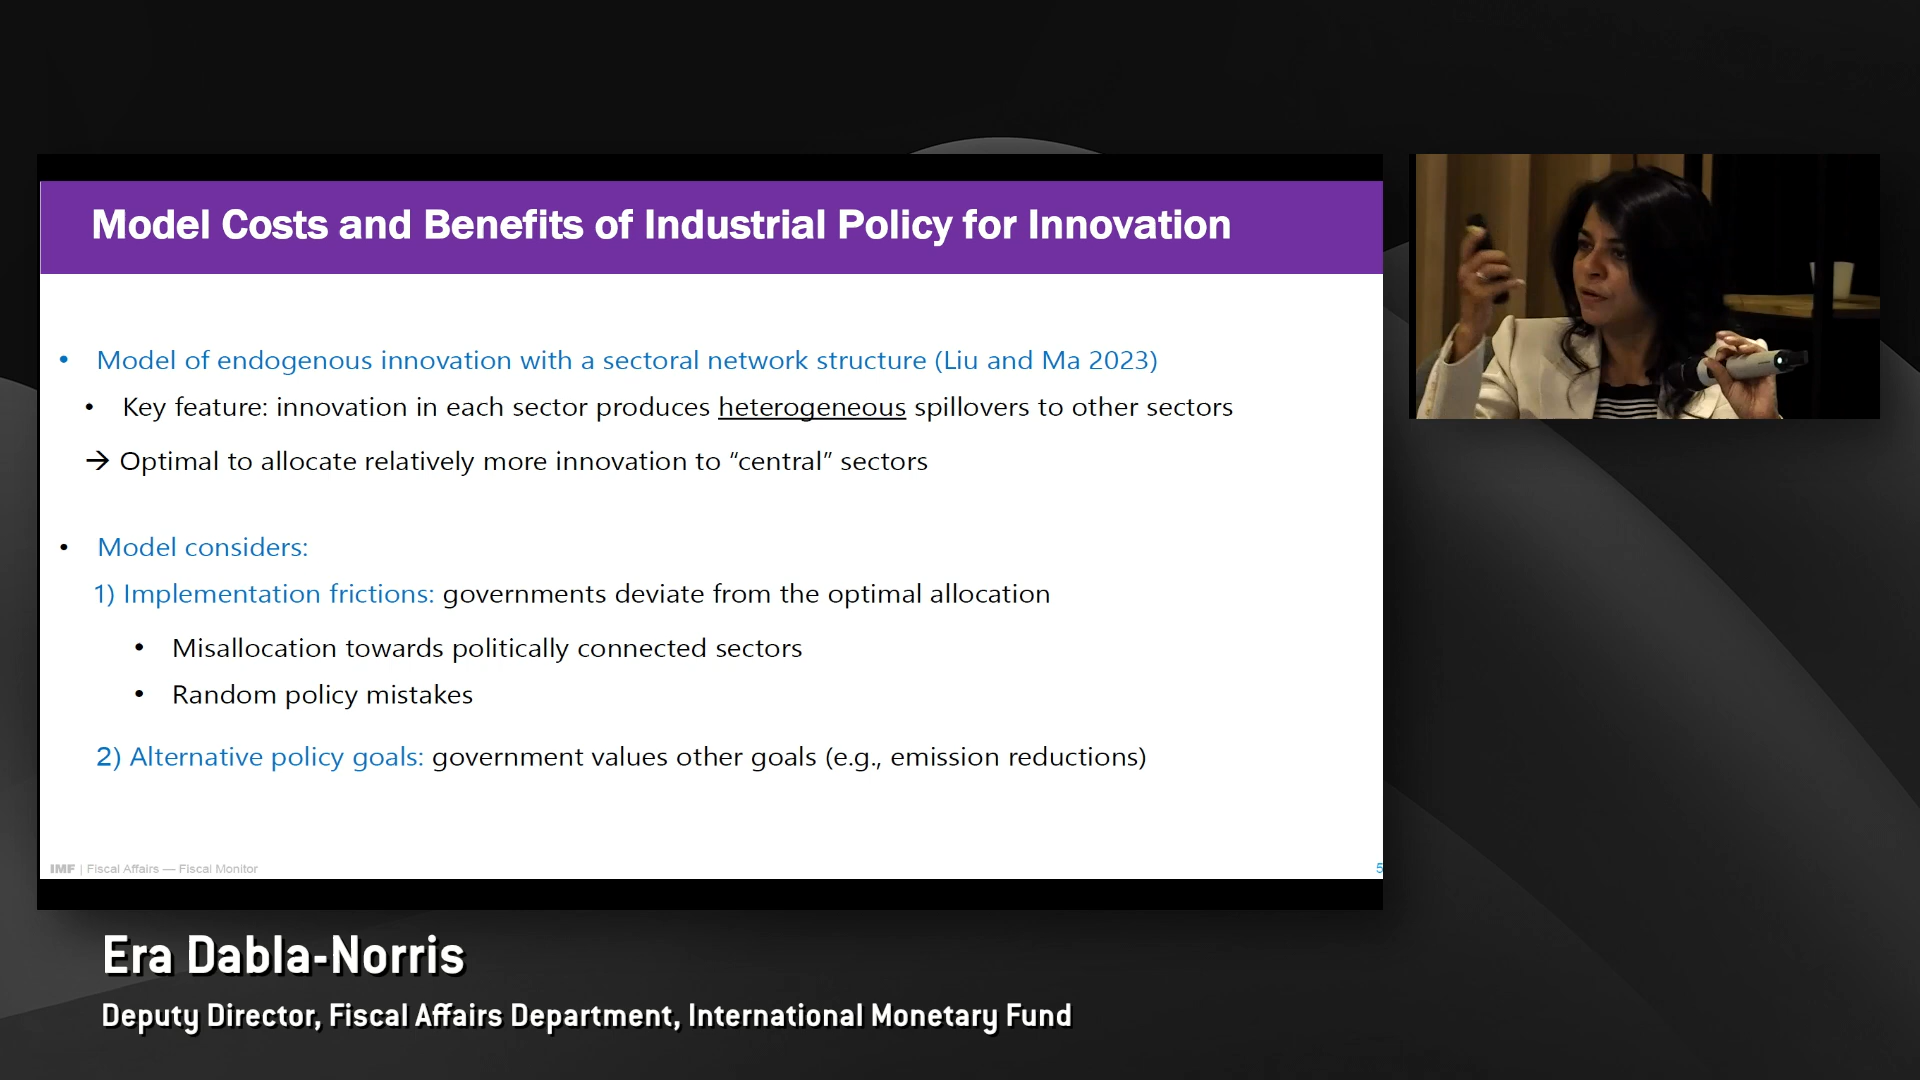 Model Costs and Benefits of Industrial Policy for Innovation
• Model of endogenous innovation with a sectoral network structure (Liu and Ma 2023)
• Key feature: innovation in each sector produces heterogeneous spillovers to other sectors
→ Optimal to allocate relatively more innovation to “central” sectors
• Model considers:
1) Implementation frictions: governments deviate from the optimal allocation
• Misallocation towards politically connected sectors
• Random policy mistakes
2) Alternative policy goals: government values other goals (e.g., emission reductions)
IMF | Fiscal Affairs — Fiscal Monitor
5
Era Dabla-Norris
Deputy Director, Fiscal Affairs Department, International Monetary Fund